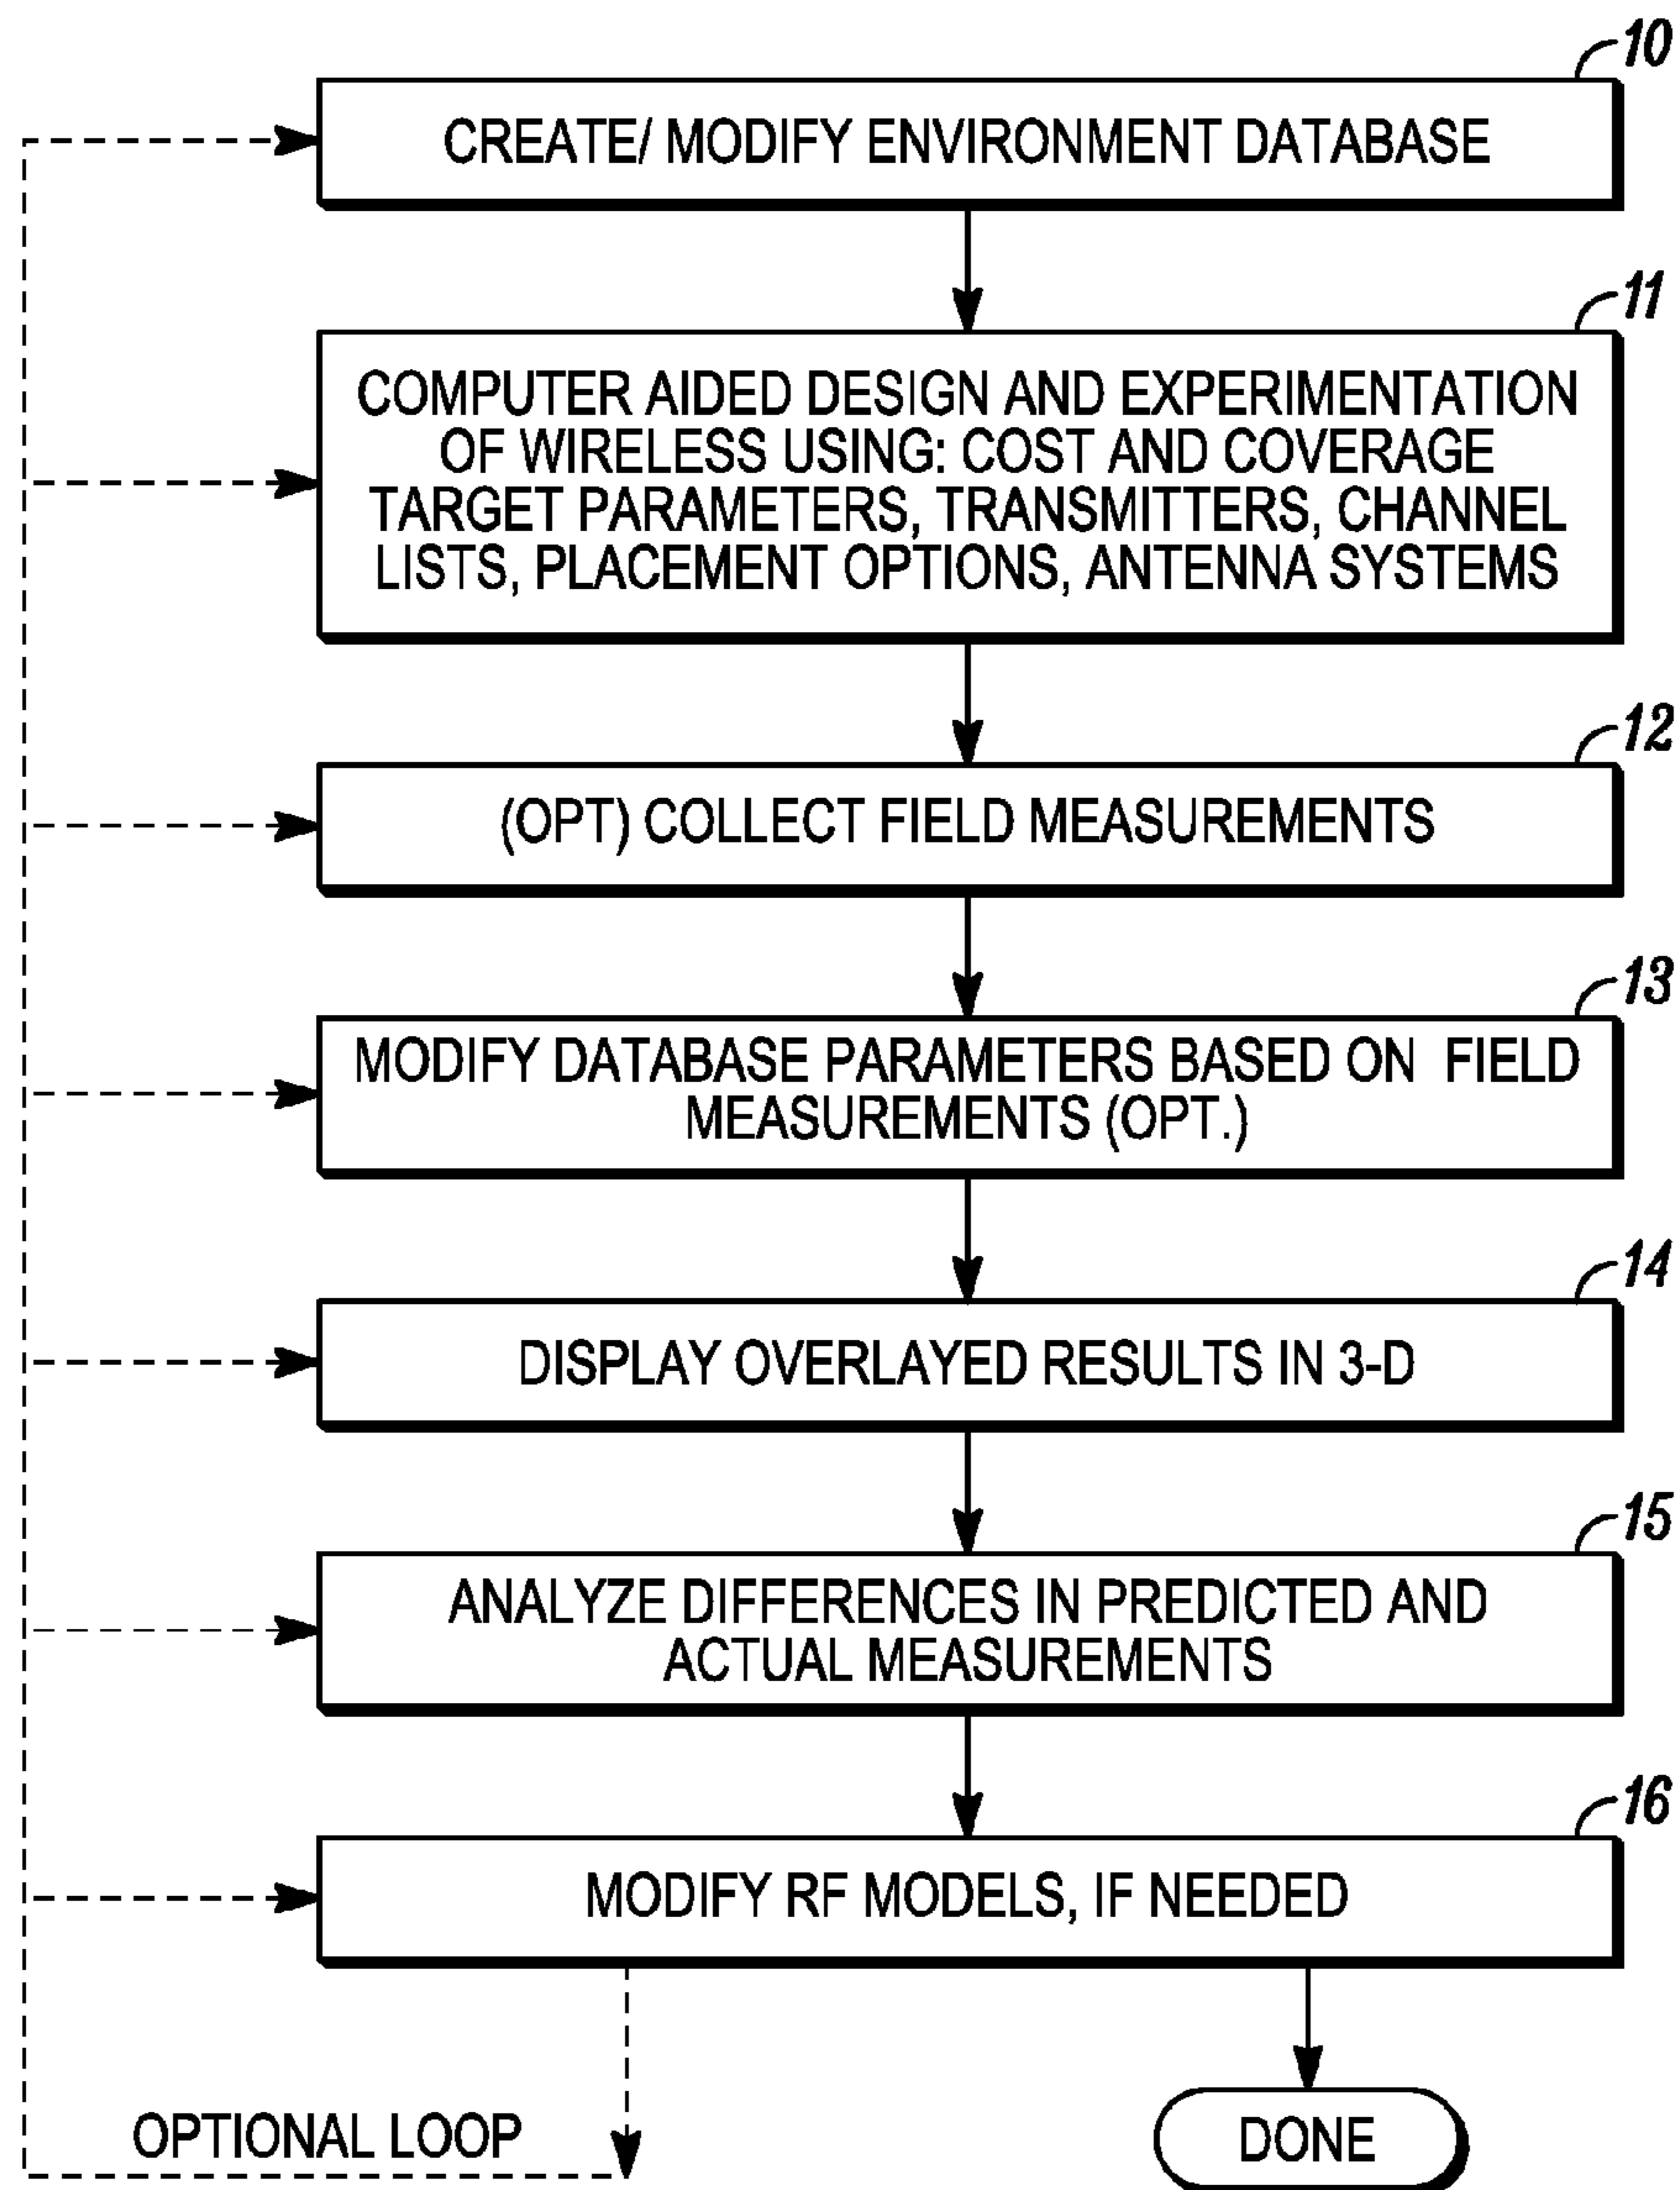 10
CREATE/ MODIFY ENVIRONMENT DATABASE
11
COMPUTER AIDED DESIGN AND EXPERIMENTATION
OF WIRELESS USING: COST AND COVERAGE
TARGET PARAMETERS, TRANSMITTERS, CHANNEL
LISTS, PLACEMENT OPTIONS, ANTENNA SYSTEMS
12
(OPT) COLLECT FIELD MEASUREMENTS
13
MODIFY DATABASE PARAMETERS BASED ON FIELD
MEASUREMENTS (OPT.)
14
DISPLAY OVERLAYED RESULTS IN 3-D
15
ANALYZE DIFFERENCES IN PREDICTED AND
ACTUAL MEASUREMENTS
16
MODIFY RF MODELS, IF NEEDED
OPTIONAL LOOP
DONE